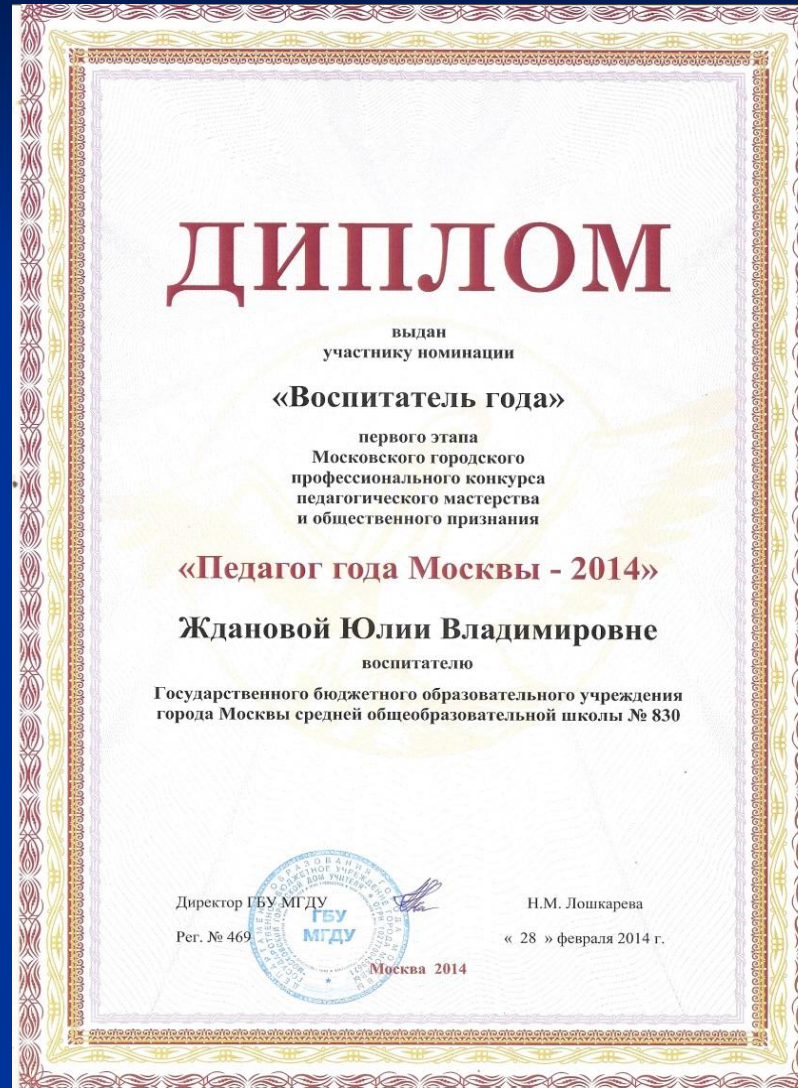 ДИПЛОМ
выдан
участнику номинации
«Воспитатель года»
первого этапа
Московского городского
профессионального конкурса
педагогического мастерства
и общественного признания
«Педагог года Москвы - 2014»
Ждановой Юлии Владимировне
воспитателю
Государственного бюджетного образовательного учреждения
города Москвы средней общеобразовательной школы № 830
Директор ГБУ МГДУ
Н.М. Лошкарева
Рег. № 469
« 28 » февраля 2014 г.
ГБУ
МГДУ
Москва 2014